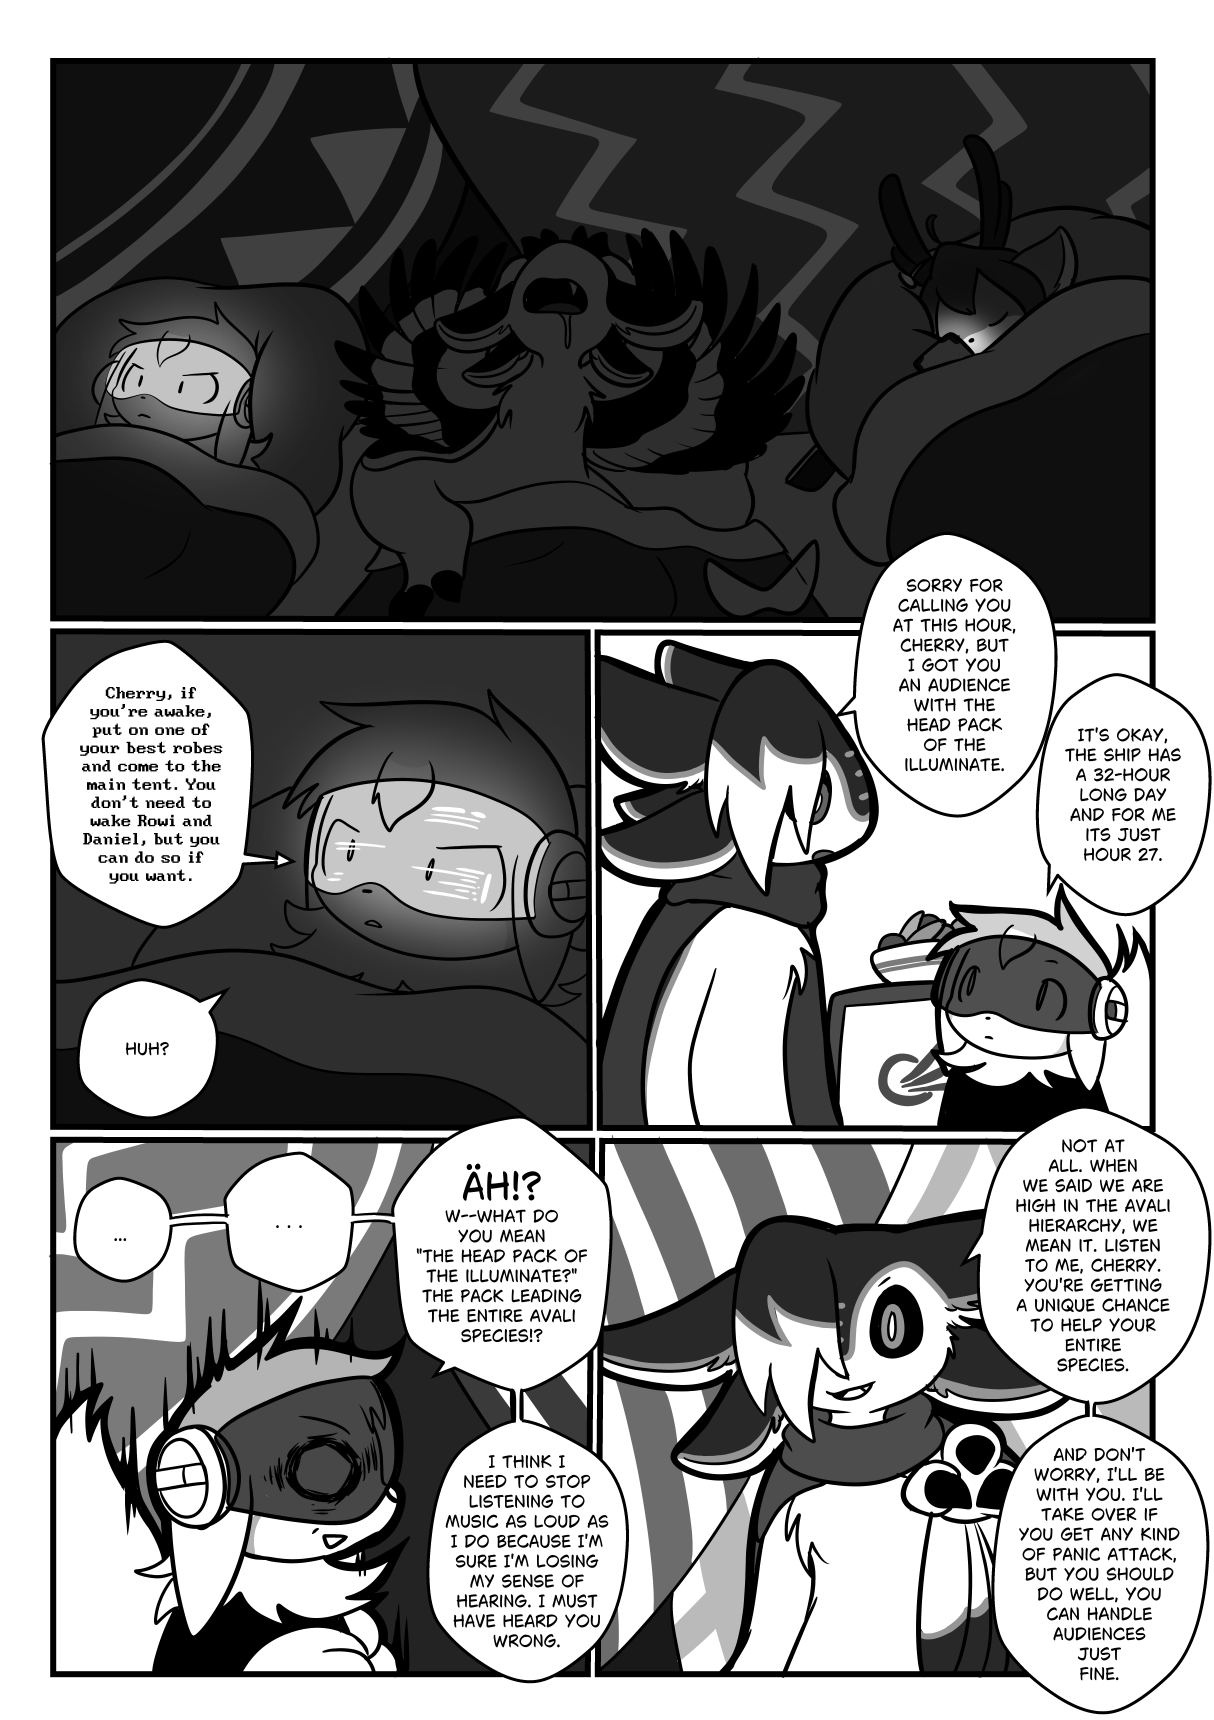 Cherry, if
you're awake,
put on one of
your best robes
and come to the
main tent. You
don't need to
wake Rowi and
Daniel, but you
can do so if
you want.
HUH?
SORRY FOR
CALLING YOU
AT THIS HOUR,
CHERRY, BUT
I GOT YOU
AN AUDIENCE
WITH THE
HEAD PACK
OF THE
ILLUMINATE.
IT'S OKAY,
THE SHIP HAS
A 32-HOUR
LONG DAY
AND FOR ME
ITS JUST
HOUR 27.
...
...
ÄH!?
W--WHAT DO
YOU MEAN
"THE HEAD PACK OF
THE ILLUMINATE?"
THE PACK LEADING
THE ENTIRE AVALI
SPECIES!?
I THINK I
NEED TO STOP
LISTENING TO
MUSIC AS LOUD AS
I DO BECAUSE I'M
SURE I'M LOSING
MY SENSE OF
HEARING. I MUST
HAVE HEARD YOU
WRONG.
NOT AT
ALL. WHEN
WE SAID WE ARE
HIGH IN THE AVALI
HIERARCHY, WE
MEAN IT. LISTEN
TO ME, CHERRY.
YOU'RE GETTING
A UNIQUE CHANCE
TO HELP YOUR
ENTIRE
SPECIES.
AND DON'T
WORRY, I'LL BE
WITH YOU. I'LL
TAKE OVER IF
YOU GET ANY KIND
OF PANIC ATTACK,
BUT YOU SHOULD
DO WELL, YOU
CAN HANDLE
AUDIENCES
JUST
FINE.